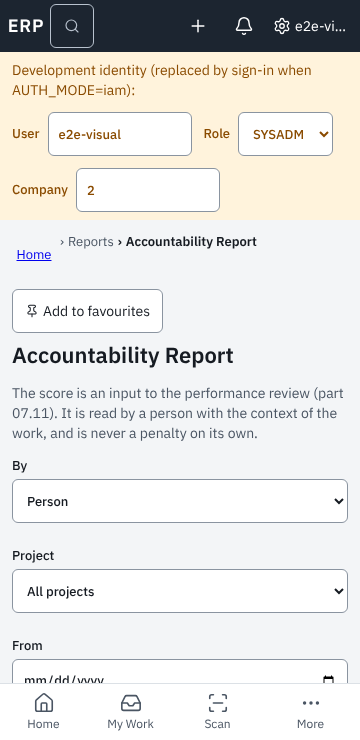 ERP
e2e-vi...
Development identity (replaced by sign-in when
AUTH_MODE=iam):
User e2e-visual Role SYSADM
Company 2
Home › Reports › Accountability Report
Add to favourites
Accountability Report
The score is an input to the performance review (part
07.11). It is read by a person with the context of the
work, and is never a penalty on its own.
By
Person
Project
All projects
From
mm/dd/yyyy
Home My Work Scan More